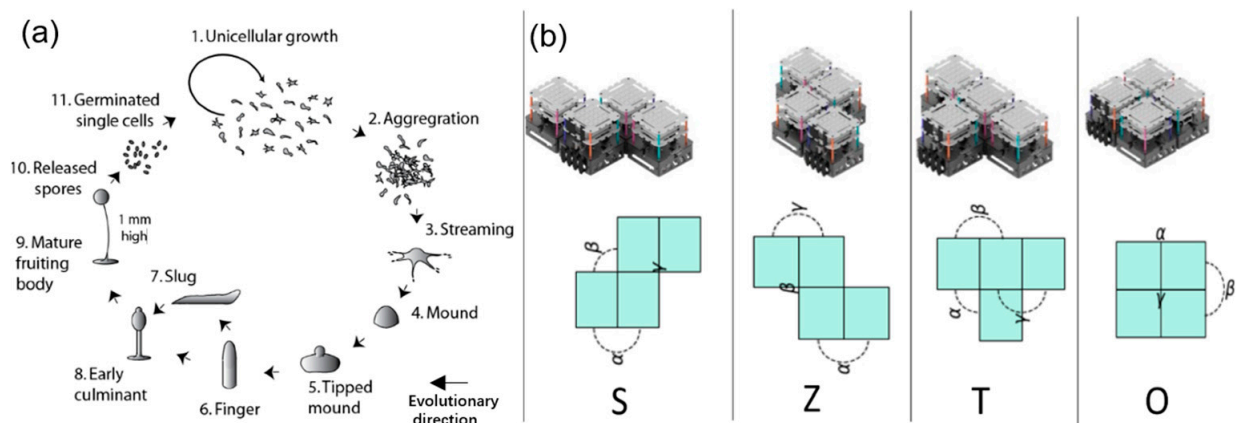 (a)
1. Unicellular growth
2. Aggregation
3. Streaming
4. Mound
5. Tipped
mound
6. Finger
7. Slug
8. Early
culminant
9. Mature
fruiting
body
1 mm
high
10. Released
spores
11. Germinated
single cells
Evolutionary
direction
(b)
β
γ
α
S
γ
β
α
Z
β
α
γ
T
α
β
γ
O